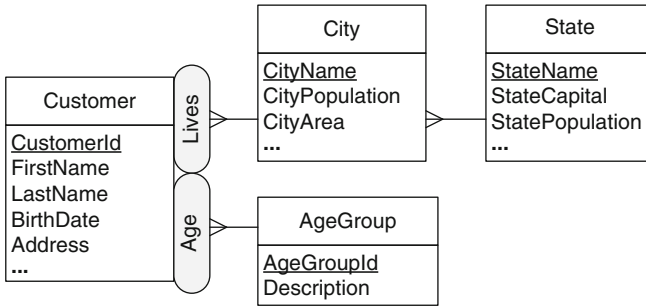 Customer
CustomerId
FirstName
LastName
BirthDate
Address
...
Lives
Age
City
CityName
CityPopulation
CityArea
...
State
StateName
StateCapital
StatePopulation
...
AgeGroup
AgeGroupId
Description